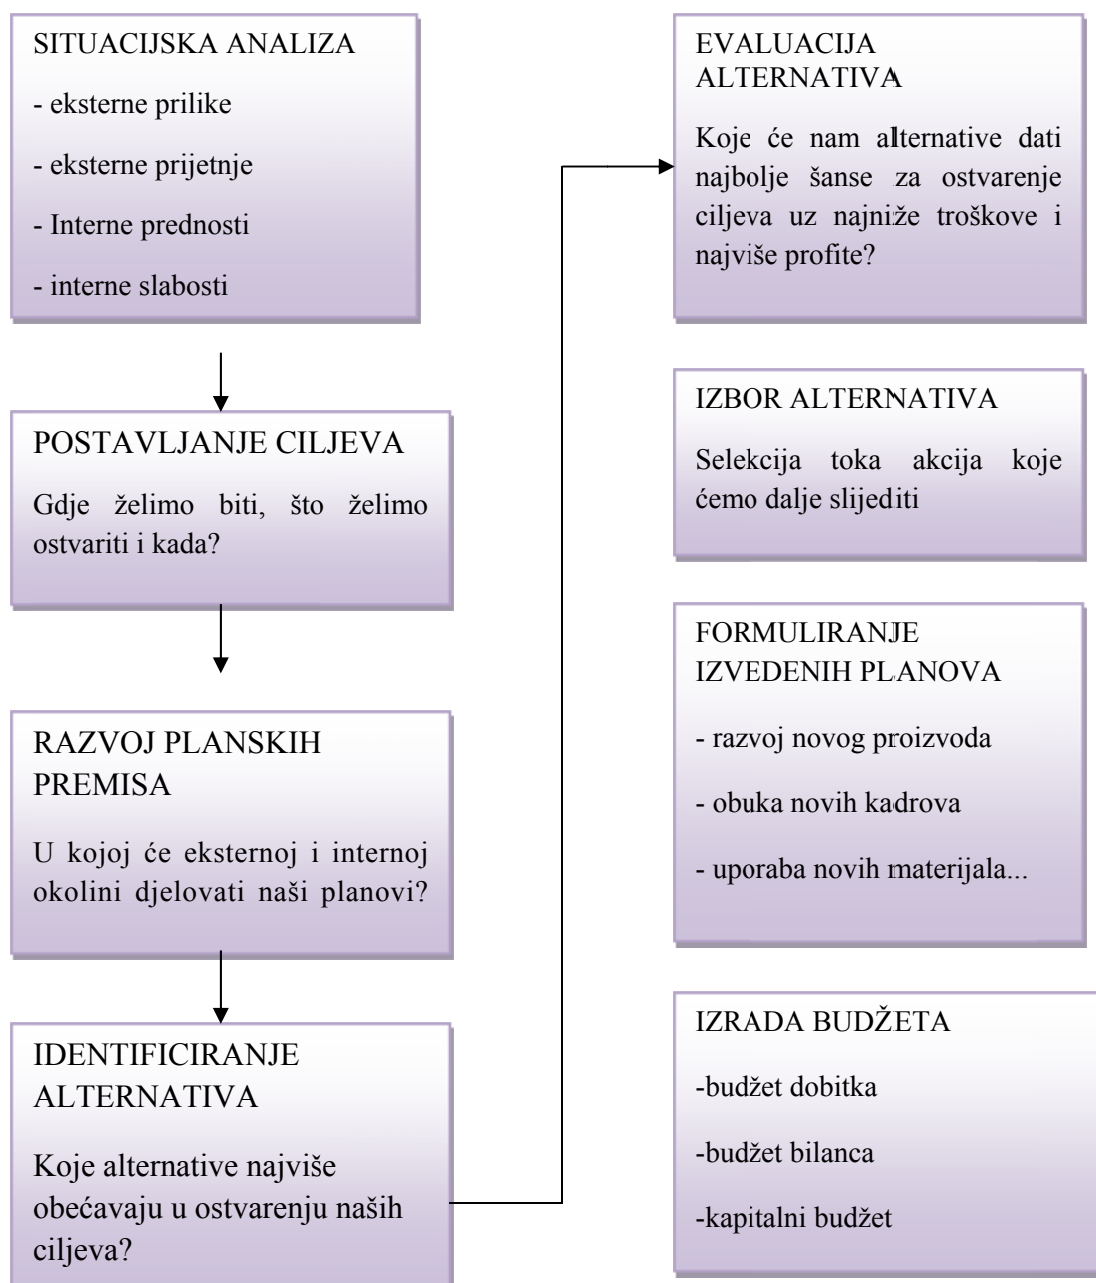 SITUACIJSKA ANALIZA
- eksterne prilike
- eksterne prijetnje
- Interne prednosti
- interne slabosti
POSTAVLJANJE CILJEVA
Gdje želimo biti, što želimo
ostvariti i kada?
RAZVOJ PLANSKIH
PREMISA
U kojoj će eksternoj i internoj
okolini djelovati naši planovi?
IDENTIFICIRANJE
ALTERNATIVA
Koje alternative najviše
obećavaju u ostvarenju naših
ciljeva?
EVALUACIJA
ALTERNATIVA
Koje će nam alternative dati
najbolje šanse za ostvarenje
ciljeva uz najniže troškove i
najviše profite?
IZBOR ALTERNATIVA
Selekcija toka akcija koje
ćemo dalje slijediti
FORMULIRANJE
IZVEDENIH PLANOVA
- razvoj novog proizvoda
- obuka novih kadrova
- uporaba novih materijala...
IZRADA BUDŽETA
-budžet dobitka
-budžet bilanca
-kapitalni budžet